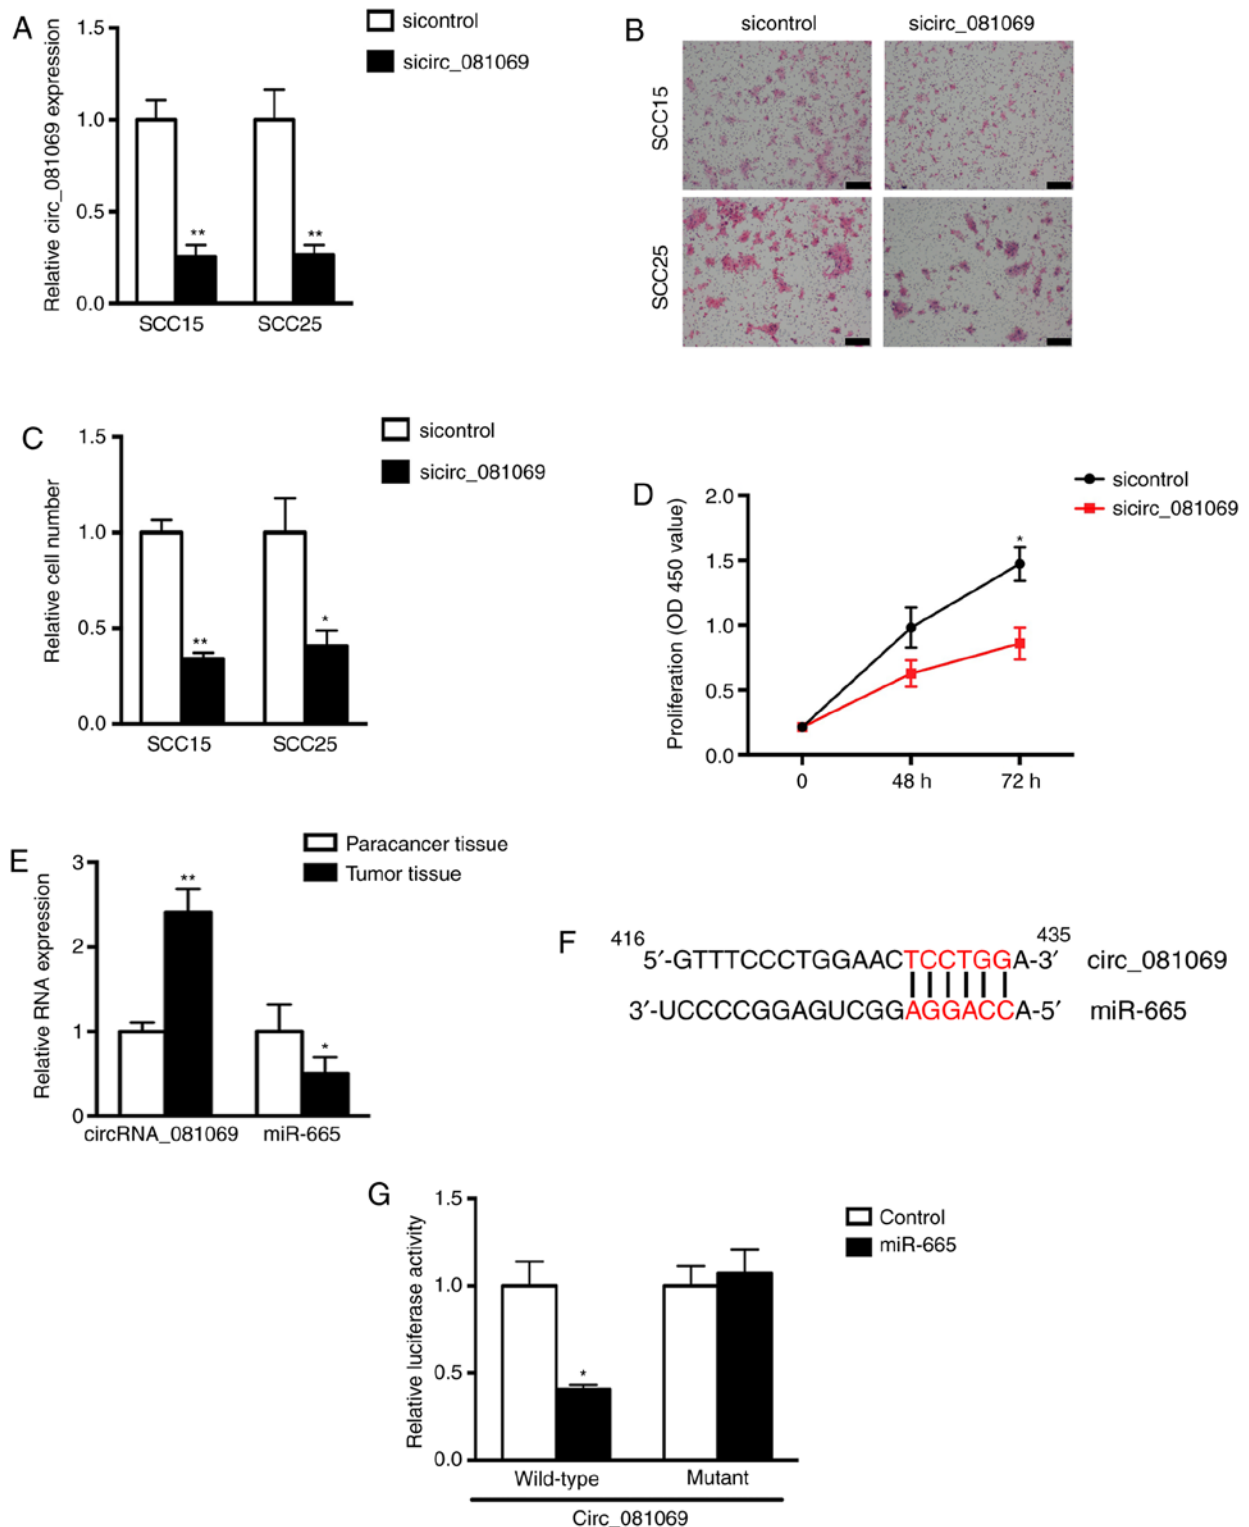 A
Relative circ_081069 expression
1.5
1.0
0.5
0.0
**
**
SCC15
SCC25
sicontrol
sicirc_081069
B
sicontrol
sicirc_081069
SCC15
SCC25
C
Relative cell number
1.5
1.0
0.5
0.0
**
*
SCC15
SCC25
sicontrol
sicirc_081069
D
Proliferation (OD 450 value)
2.0
1.5
1.0
0.5
0.0
*
0
48 h
72 h
sicontrol
sicirc_081069
E
Relative RNA expression
3
2
1
0
**
*
circRNA_081069
miR-665
Paracancer tissue
Tumor tissue
F
416
435
5′-GTTTCCCTGGAACTCCTGGA-3′ circ_081069
3′-UCCCCGGAGUCGGAGGACCA-5′ miR-665
G
Relative luciferase activity
1.5
1.0
0.5
0.0
*
Wild-type
Mutant
Circ_081069
Control
miR-665